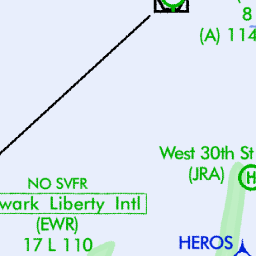 8
(A) 114
West 30th St
(JRA)
H
NO SVFR
wark Liberty Intl
(EWR)
17 L 110
HEROS